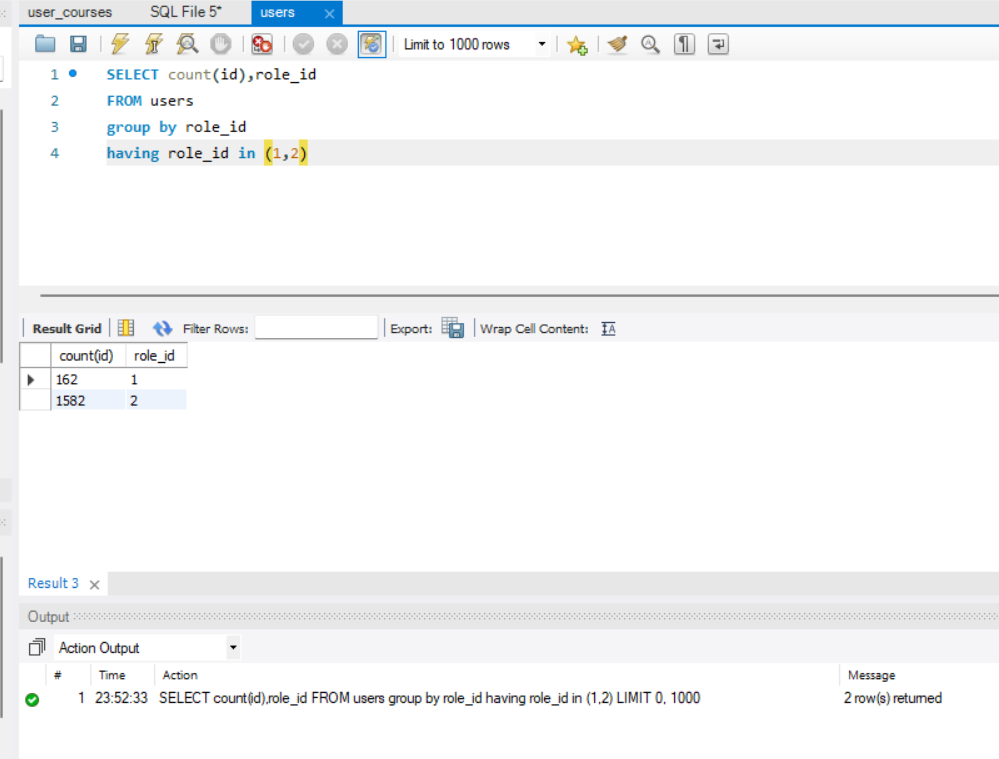 user_courses SQL File 5* users
Limit to 1000 rows
1 SELECT count(id),role_id
2 FROM users
3 group by role_id
4 having role_id in (1,2)
Result Grid Filter Rows: Export: Wrap Cell Content:
count(id) role_id
162 1
1582 2
Result 3
Output
Action Output
# Time Action Message
1 23:52:33 SELECT count(id),role_id FROM users group by role_id having role_id in (1,2) LIMIT 0, 1000 2 row(s) returned